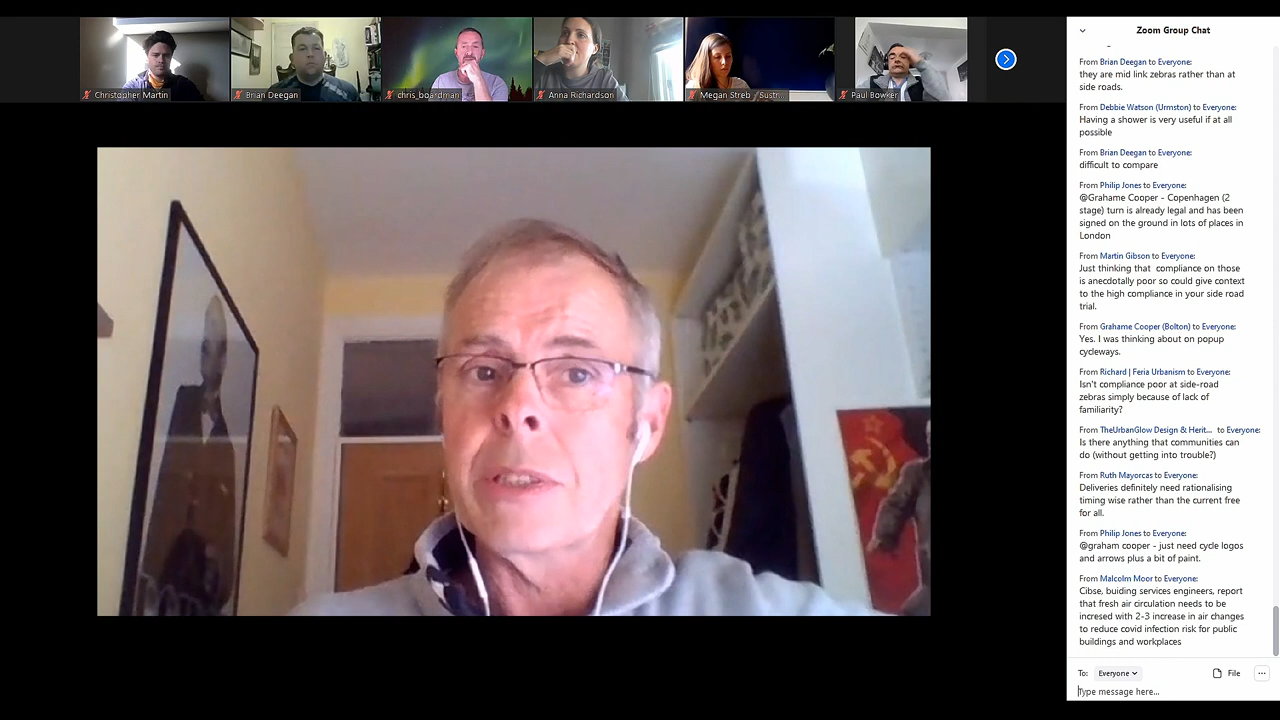 Christopher Martin
Brian Deegan
chris_boardman
Anna Richardson
Megan Streb / Sustr...
Paul Bowker
Zoom Group Chat
From Brian Deegan to Everyone:
they are mid link zebras rather than at
side roads.
From Debbie Watson (Urmston) to Everyone:
Having a shower is very useful if at all
possible
From Brian Deegan to Everyone:
difficult to compare
From Philip Jones to Everyone:
@Grahame Cooper - Copenhagen (2
stage) turn is already legal and has been
signed on the ground in lots of places in
London
From Martin Gibson to Everyone:
Just thinking that compliance on those
is anecdotally poor so could give context
to the high compliance in your side road
trial.
From Grahame Cooper (Bolton) to Everyone:
Yes. I was thinking about on popup
cycleways.
From Richard | Feria Urbanism to Everyone:
Isn't compliance poor at side-road
zebras simply because of lack of
familiarity?
From TheUrbanGlow Design & Herit... to Everyone:
Is there anything that communities can
do (without getting into trouble?)
From Ruth Mayorcas to Everyone:
Deliveries definitely need rationalising
timing wise rather than the current free
for all.
From Philip Jones to Everyone:
@graham cooper - just need cycle logos
and arrows plus a bit of paint.
From Malcolm Moor to Everyone:
Cibse, buiding services engineers, report
that fresh air circulation needs to be
incresed with 2-3 increase in air changes
to reduce covid infection risk for public
buildings and workplaces
To: Everyone File ...
Type message here...